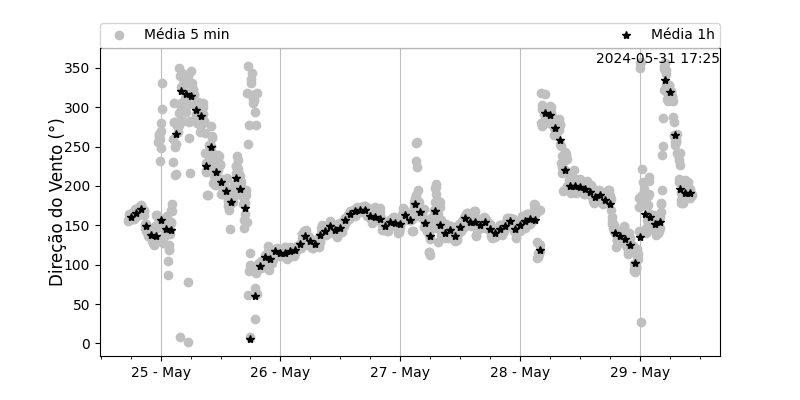 Média 5 min
Média 1h
2024-05-31 17:25
Direção do Vento (°)
350
300
250
200
150
100
50
0
25 - May
26 - May
27 - May
28 - May
29 - May